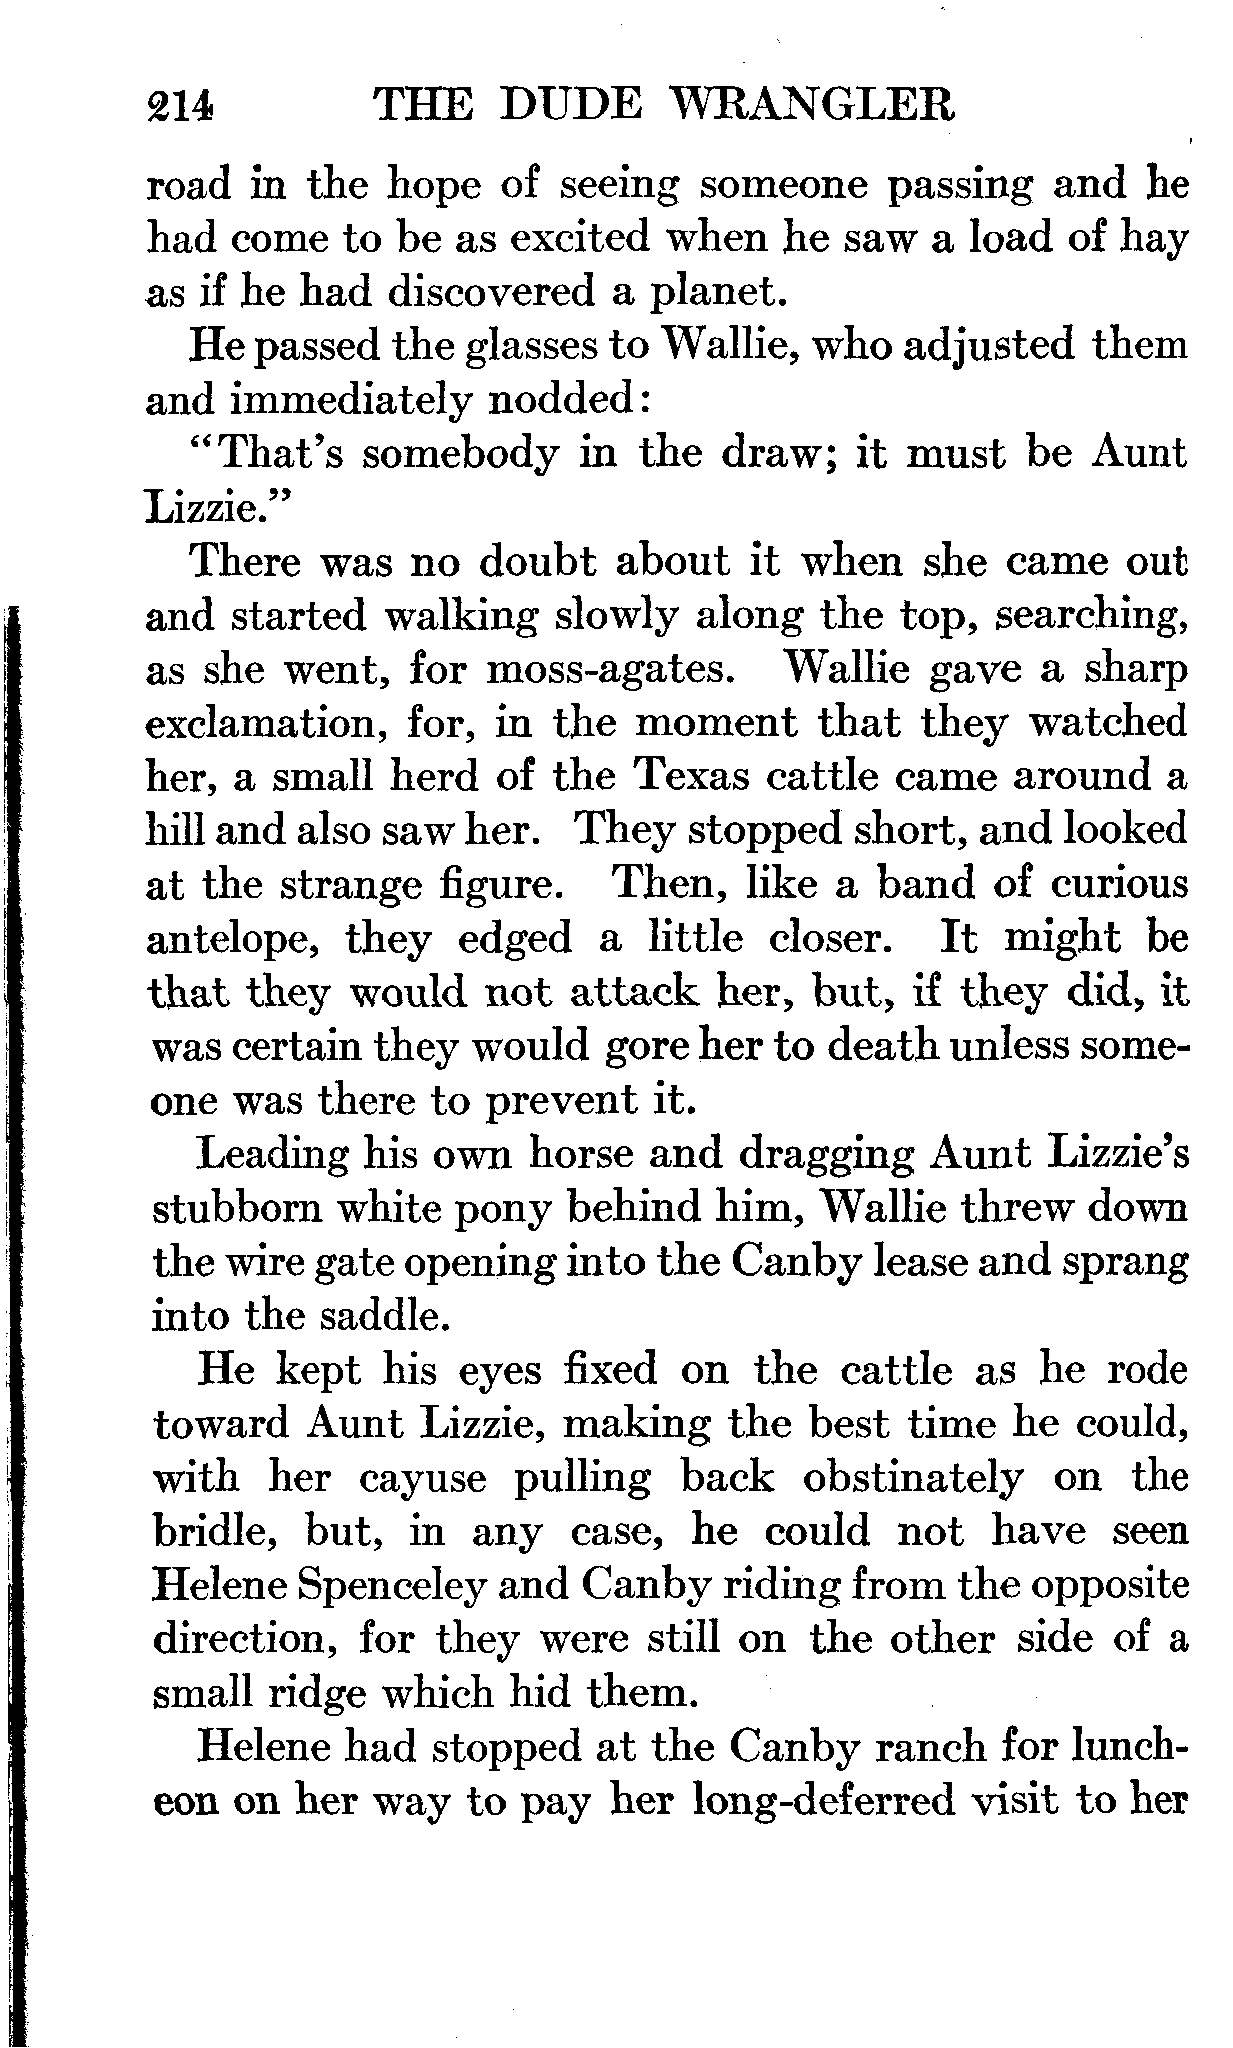 214 THE DUDE WRANGLER
road in the hope of seeing someone passing and he
had come to be as excited when he saw a load of hay
as if he had discovered a planet.
He passed the glasses to Wallie, who adjusted them
and immediately nodded:
"That's somebody in the draw; it must be Aunt
Lizzie."
There was no doubt about it when she came out
and started walking slowly along the top, searching,
as she went, for moss-agates. Wallie gave a sharp
exclamation, for, in the moment that they watched
her, a small herd of the Texas cattle came around a
hill and also saw her. They stopped short, and looked
at the strange figure. Then, like a band of curious
antelope, they edged a little closer. It might be
that they would not attack her, but, if they did, it
was certain they would gore her to death unless some-
one was there to prevent it.
Leading his own horse and dragging Aunt Lizzie's
stubborn white pony behind him, Wallie threw down
the wire gate opening into the Canby lease and sprang
into the saddle.
He kept his eyes fixed on the cattle as he rode
toward Aunt Lizzie, making the best time he could,
with her cayuse pulling back obstinately on the
bridle, but, in any case, he could not have seen
Helene Spenceley and Canby riding from the opposite
direction, for they were still on the other side of a
small ridge which hid them.
Helene had stopped at the Canby ranch for lunch-
eon on her way to pay her long-deferred visit to her